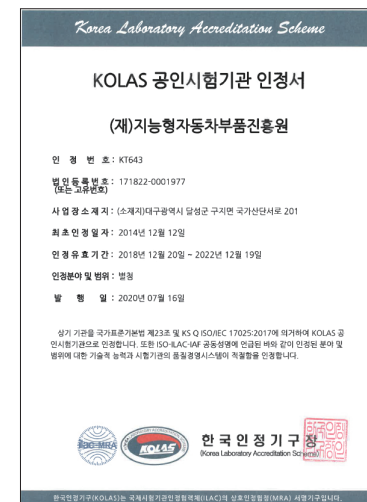 Korea Laboratory Accreditation Scheme
KOLAS 공인시험기관 인정서
(재)지능형자동차부품진흥원
인 정 번 호 : KT643
법인등록번호 : 171822-0001977
(또는 고유번호)
사업장소재지 : (소재지)대구광역시 달성군 구지면 국가산단서로 201
최초인정일자 : 2014년 12월 12일
인정유효기간 : 2018년 12월 20일 ~ 2022년 12월 19일
인정분야 및 범위 : 별첨
발 행 일 : 2020년 07월 16일
상기 기관을 국가표준기본법 제23조 및 KS Q ISO/IEC 17025:2017에 의거하여 KOLAS 공
인시험기관으로 인정합니다. 또한 ISO-ILAC-IAF 공동성명에 언급된 바와 같이 인정된 분야 및
범위에 대한 기술적 능력과 시험기관의 품질경영시스템이 적절함을 인정합니다.
ilac-MRA
KOLAS
한국인정기구장
(Korea Laboratory Accreditation Scheme)
한국인정기구(KOLAS)는 국제시험기관인정협력체(ILAC)의 상호인정협정(MRA) 서명기구입니다.